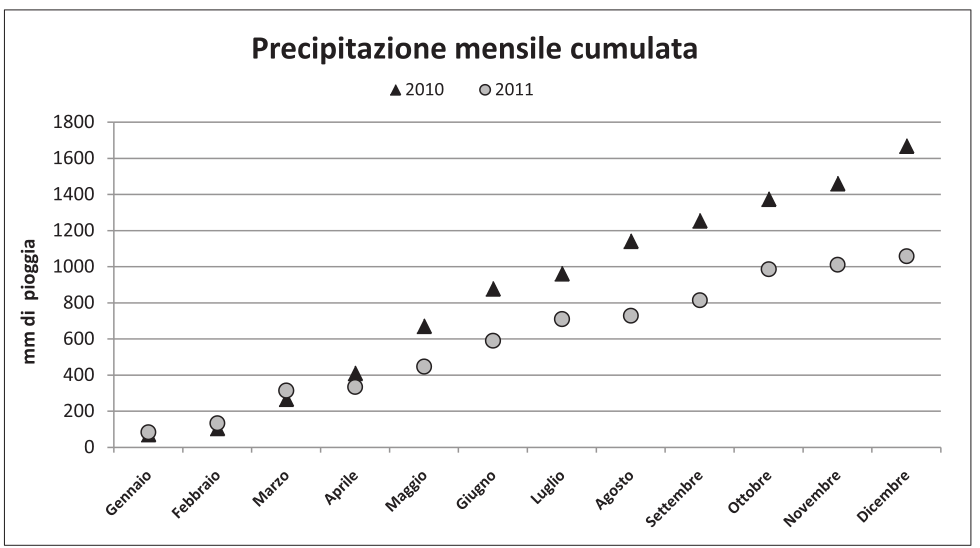 Precipitazione mensile cumulata
2010 2011
1800
1600
1400
1200
1000
800
600
400
200
0
mm di pioggia
Gennaio
Febbraio
Marzo
Aprile
Maggio
Giugno
Luglio
Agosto
Settembre
Ottobre
Novembre
Dicembre